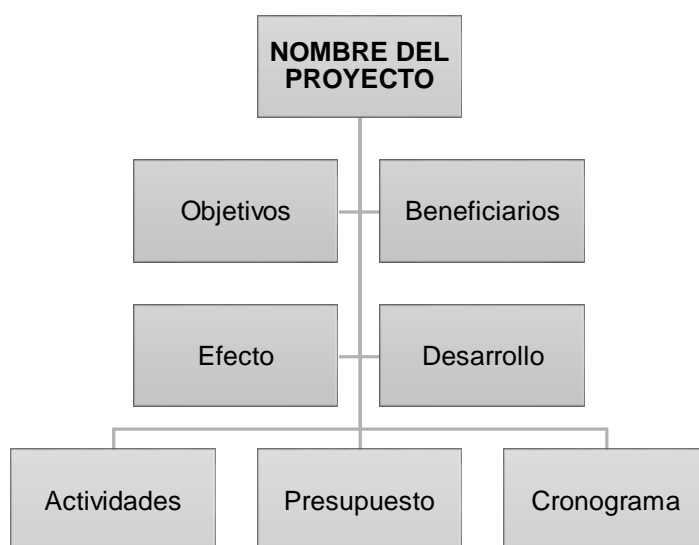 NOMBRE DEL
PROYECTO
Objetivos
Beneficiarios
Efecto
Desarrollo
Actividades
Presupuesto
Cronograma